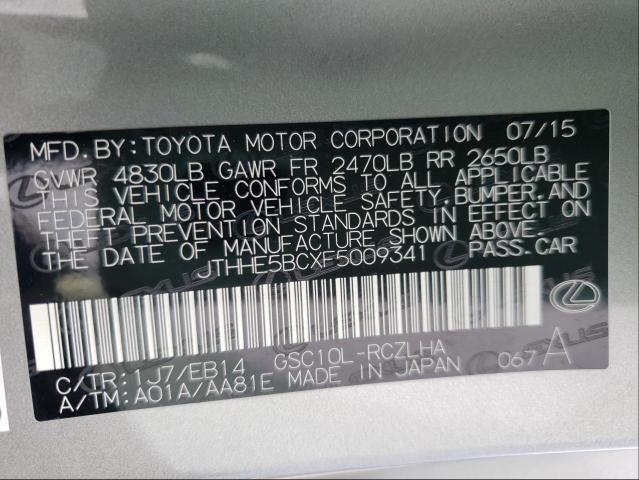 MFD.BY:TOYOTA MOTOR CORPORATION 07/15
GVWR 4830LB GAWR FR 2470LB RR 2650LB
THIS VEHICLE CONFORMS TO ALL APPLICABLE
FEDERAL MOTOR VEHICLE SAFETY,BUMPER,AND
THEFT PREVENTION STANDARDS IN EFFECT ON
THE DATE OF MANUFACTURE SHOWN ABOVE.
JTHHE5BCXF5009341 PASS.CAR
C/TR:1J7/EB14 GSC10L-RCZLHA
A/TM:A01A/AA81E MADE IN JAPAN 067 A
LEXUS